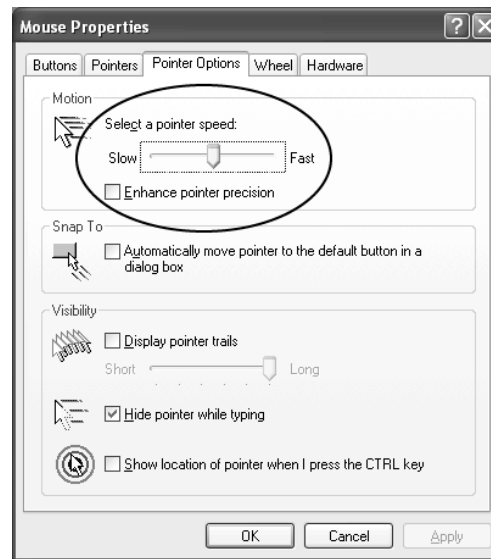 Mouse Properties
? X
Buttons Pointers Pointer Options Wheel Hardware
Motion
Select a pointer speed:
Slow Fast
Enhance pointer precision
Snap To
Automatically move pointer to the default button in a
dialog box
Visibility
Display pointer trails
Short Long
Hide pointer while typing
Show location of pointer when I press the CTRL key
OK Cancel Apply